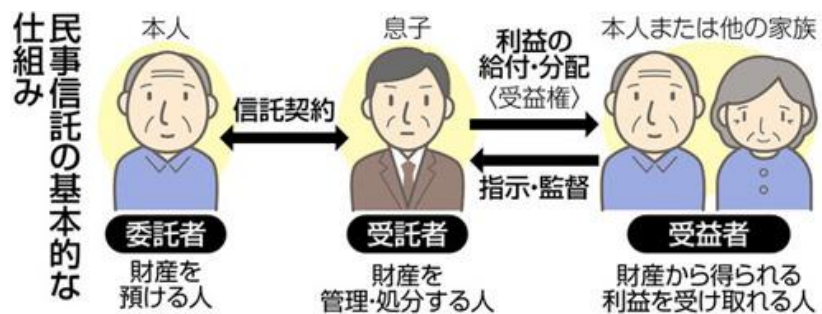 民事信託の基本的な
仕組み
本人
委託者
財産を
預ける人
信託契約
息子
受託者
財産を
管理・処分する人
利益の
給付・分配
〈受益権〉
指示・監督
本人または他の家族
受益者
財産から得られる
利益を受け取れる人